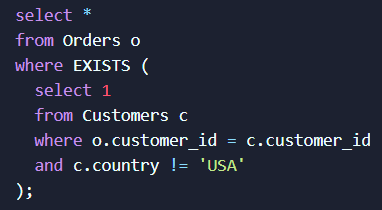 select *
from Orders o
where EXISTS (
  select 1
  from Customers c
  where o.customer_id = c.customer_id
  and c.country != 'USA'
);